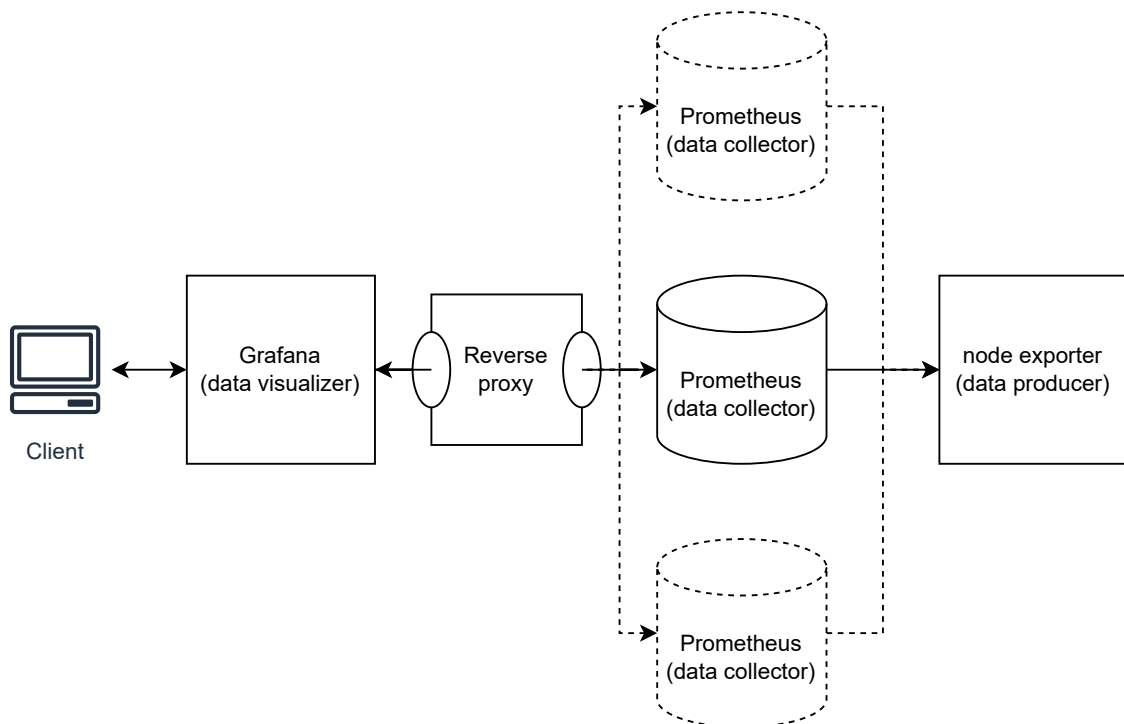 Prometheus
(data collector)
Client
Grafana
(data visualizer)
Reverse
proxy
Prometheus
(data collector)
node exporter
(data producer)
Prometheus
(data collector)